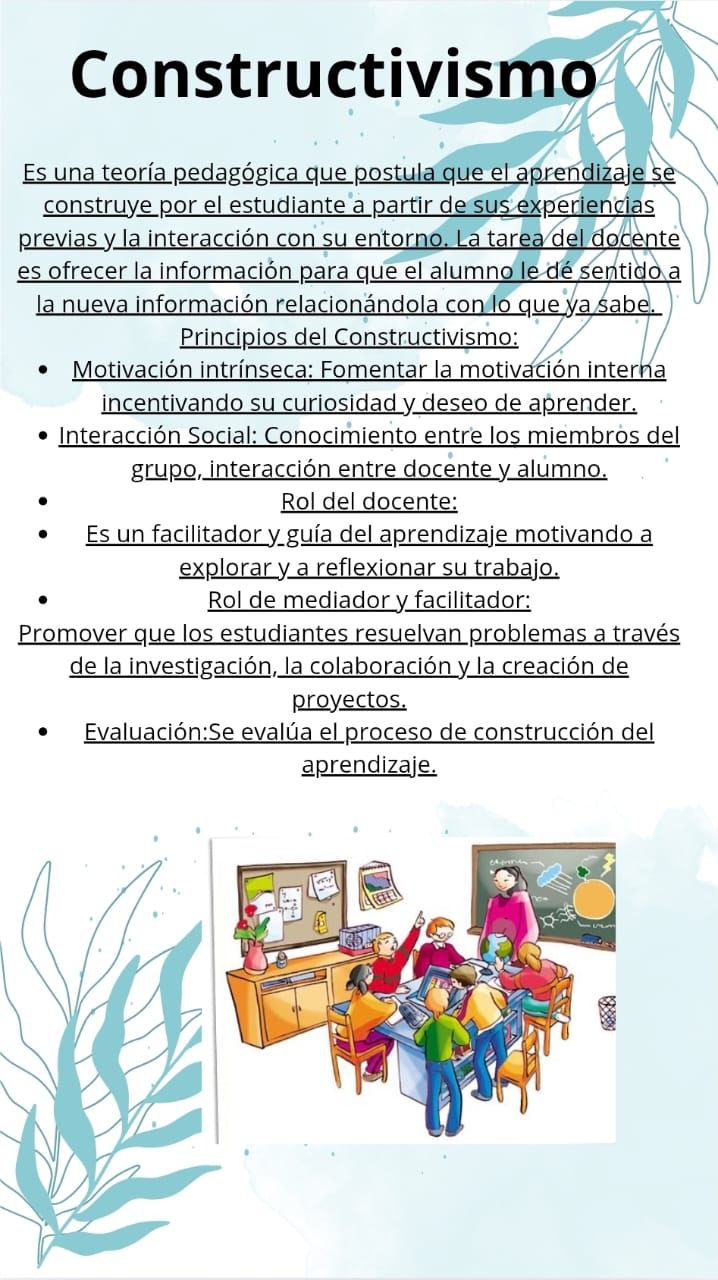 Constructivismo
Es una teoría pedagógica que postula que el aprendizaje se
construye por el estudiante a partir de sus experiencias
previas y la interacción con su entorno. La tarea del docente
es ofrecer la información para que el alumno le dé sentido a
la nueva información relacionándola con lo que ya sabe.
Principios del Constructivismo:
• Motivación intrínseca: Fomentar la motivación interna
incentivando su curiosidad y deseo de aprender.
• Interacción Social: Conocimiento entre los miembros del
grupo, interacción entre docente y alumno.
• Rol del docente:
• Es un facilitador y guía del aprendizaje motivando a
explorar y a reflexionar su trabajo.
• Rol de mediador y facilitador:
Promover que los estudiantes resuelvan problemas a través
de la investigación, la colaboración y la creación de
proyectos.
• Evaluación:Se evalúa el proceso de construcción del
aprendizaje.